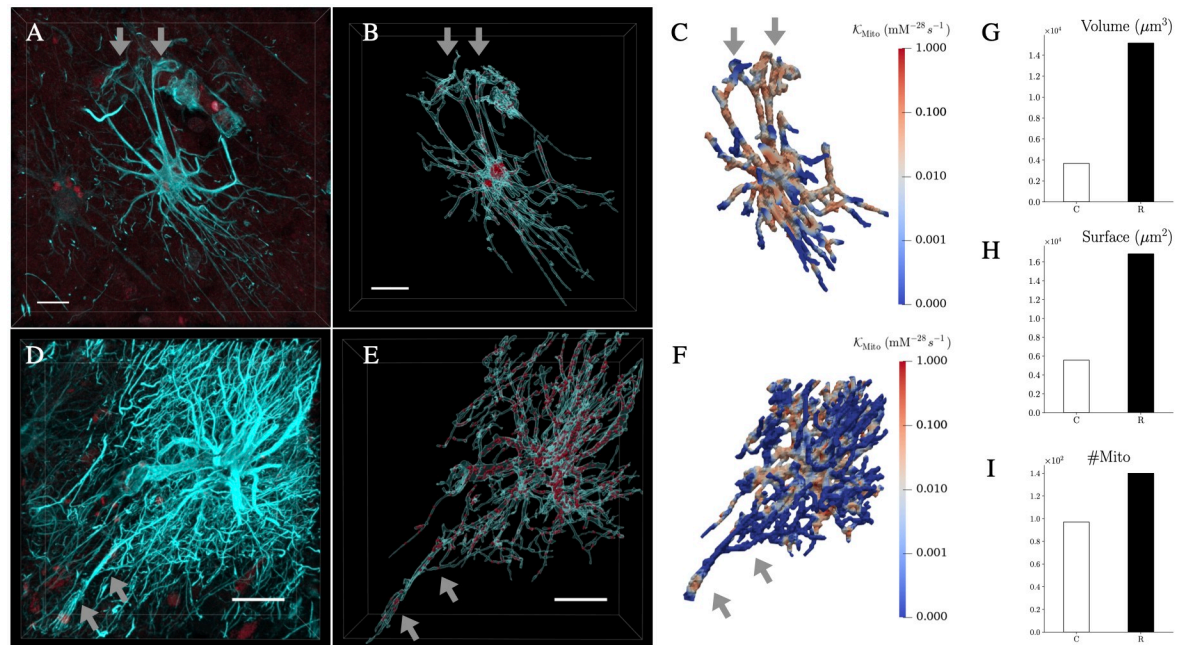 A
B
C
𝒦Mito (mM⁻²⁸ s⁻¹)
1.000
0.100
0.010
0.001
0.000
G
Volume (μm³)
×10⁴
1.4
1.2
1.0
0.8
0.6
0.4
0.2
0.0
C R
H
Surface (μm²)
×10⁴
1.6
1.4
1.2
1.0
0.8
0.6
0.4
0.2
0.0
C R
D
E
F
𝒦Mito (mM⁻²⁸ s⁻¹)
1.000
0.100
0.010
0.001
0.000
I
#Mito
×10²
1.4
1.2
1.0
0.8
0.6
0.4
0.2
0.0
C R